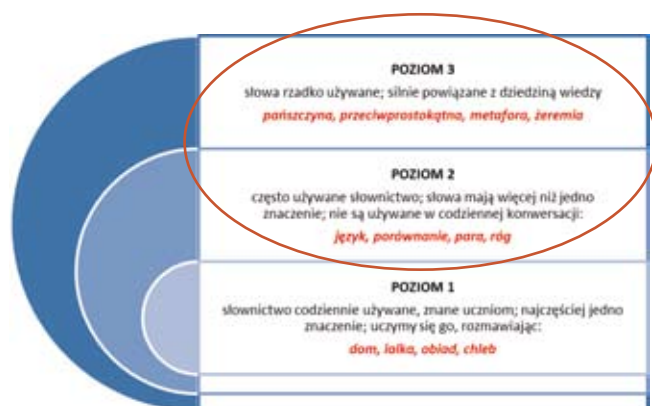 POZIOM 3
słowa rzadko używane; silnie powiązane z dziedziną wiedzy
pańszczyzna, przeciwprostokątna, metafora, żeremia
POZIOM 2
często używane słownictwo; słowa mają więcej niż jedno
znaczenie; nie są używane w codziennej konwersacji:
język, porównanie, para, róg
POZIOM 1
słownictwo codziennie używane, znane uczniom; najczęściej jedno
znaczenie; uczymy się go, rozmawiając:
dom, lalka, obiad, chleb